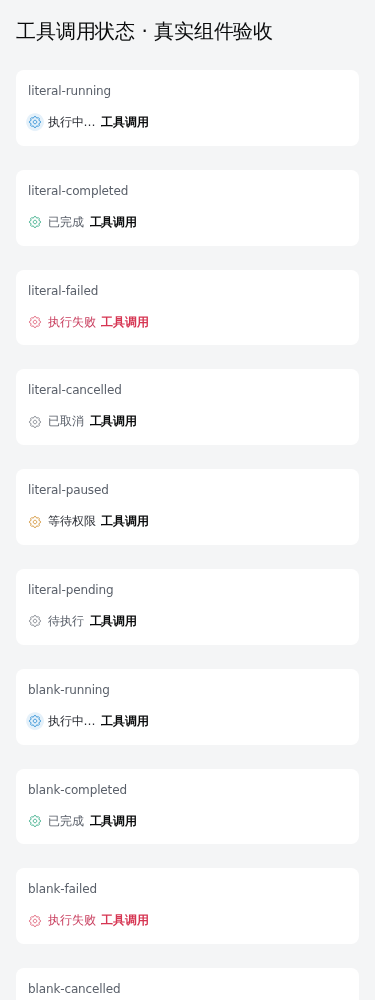 工具调用状态 · 真实组件验收
literal-running
执行中... 工具调用
literal-completed
已完成 工具调用
literal-failed
执行失败 工具调用
literal-cancelled
已取消 工具调用
literal-paused
等待权限 工具调用
literal-pending
待执行 工具调用
blank-running
执行中... 工具调用
blank-completed
已完成 工具调用
blank-failed
执行失败 工具调用
blank-cancelled